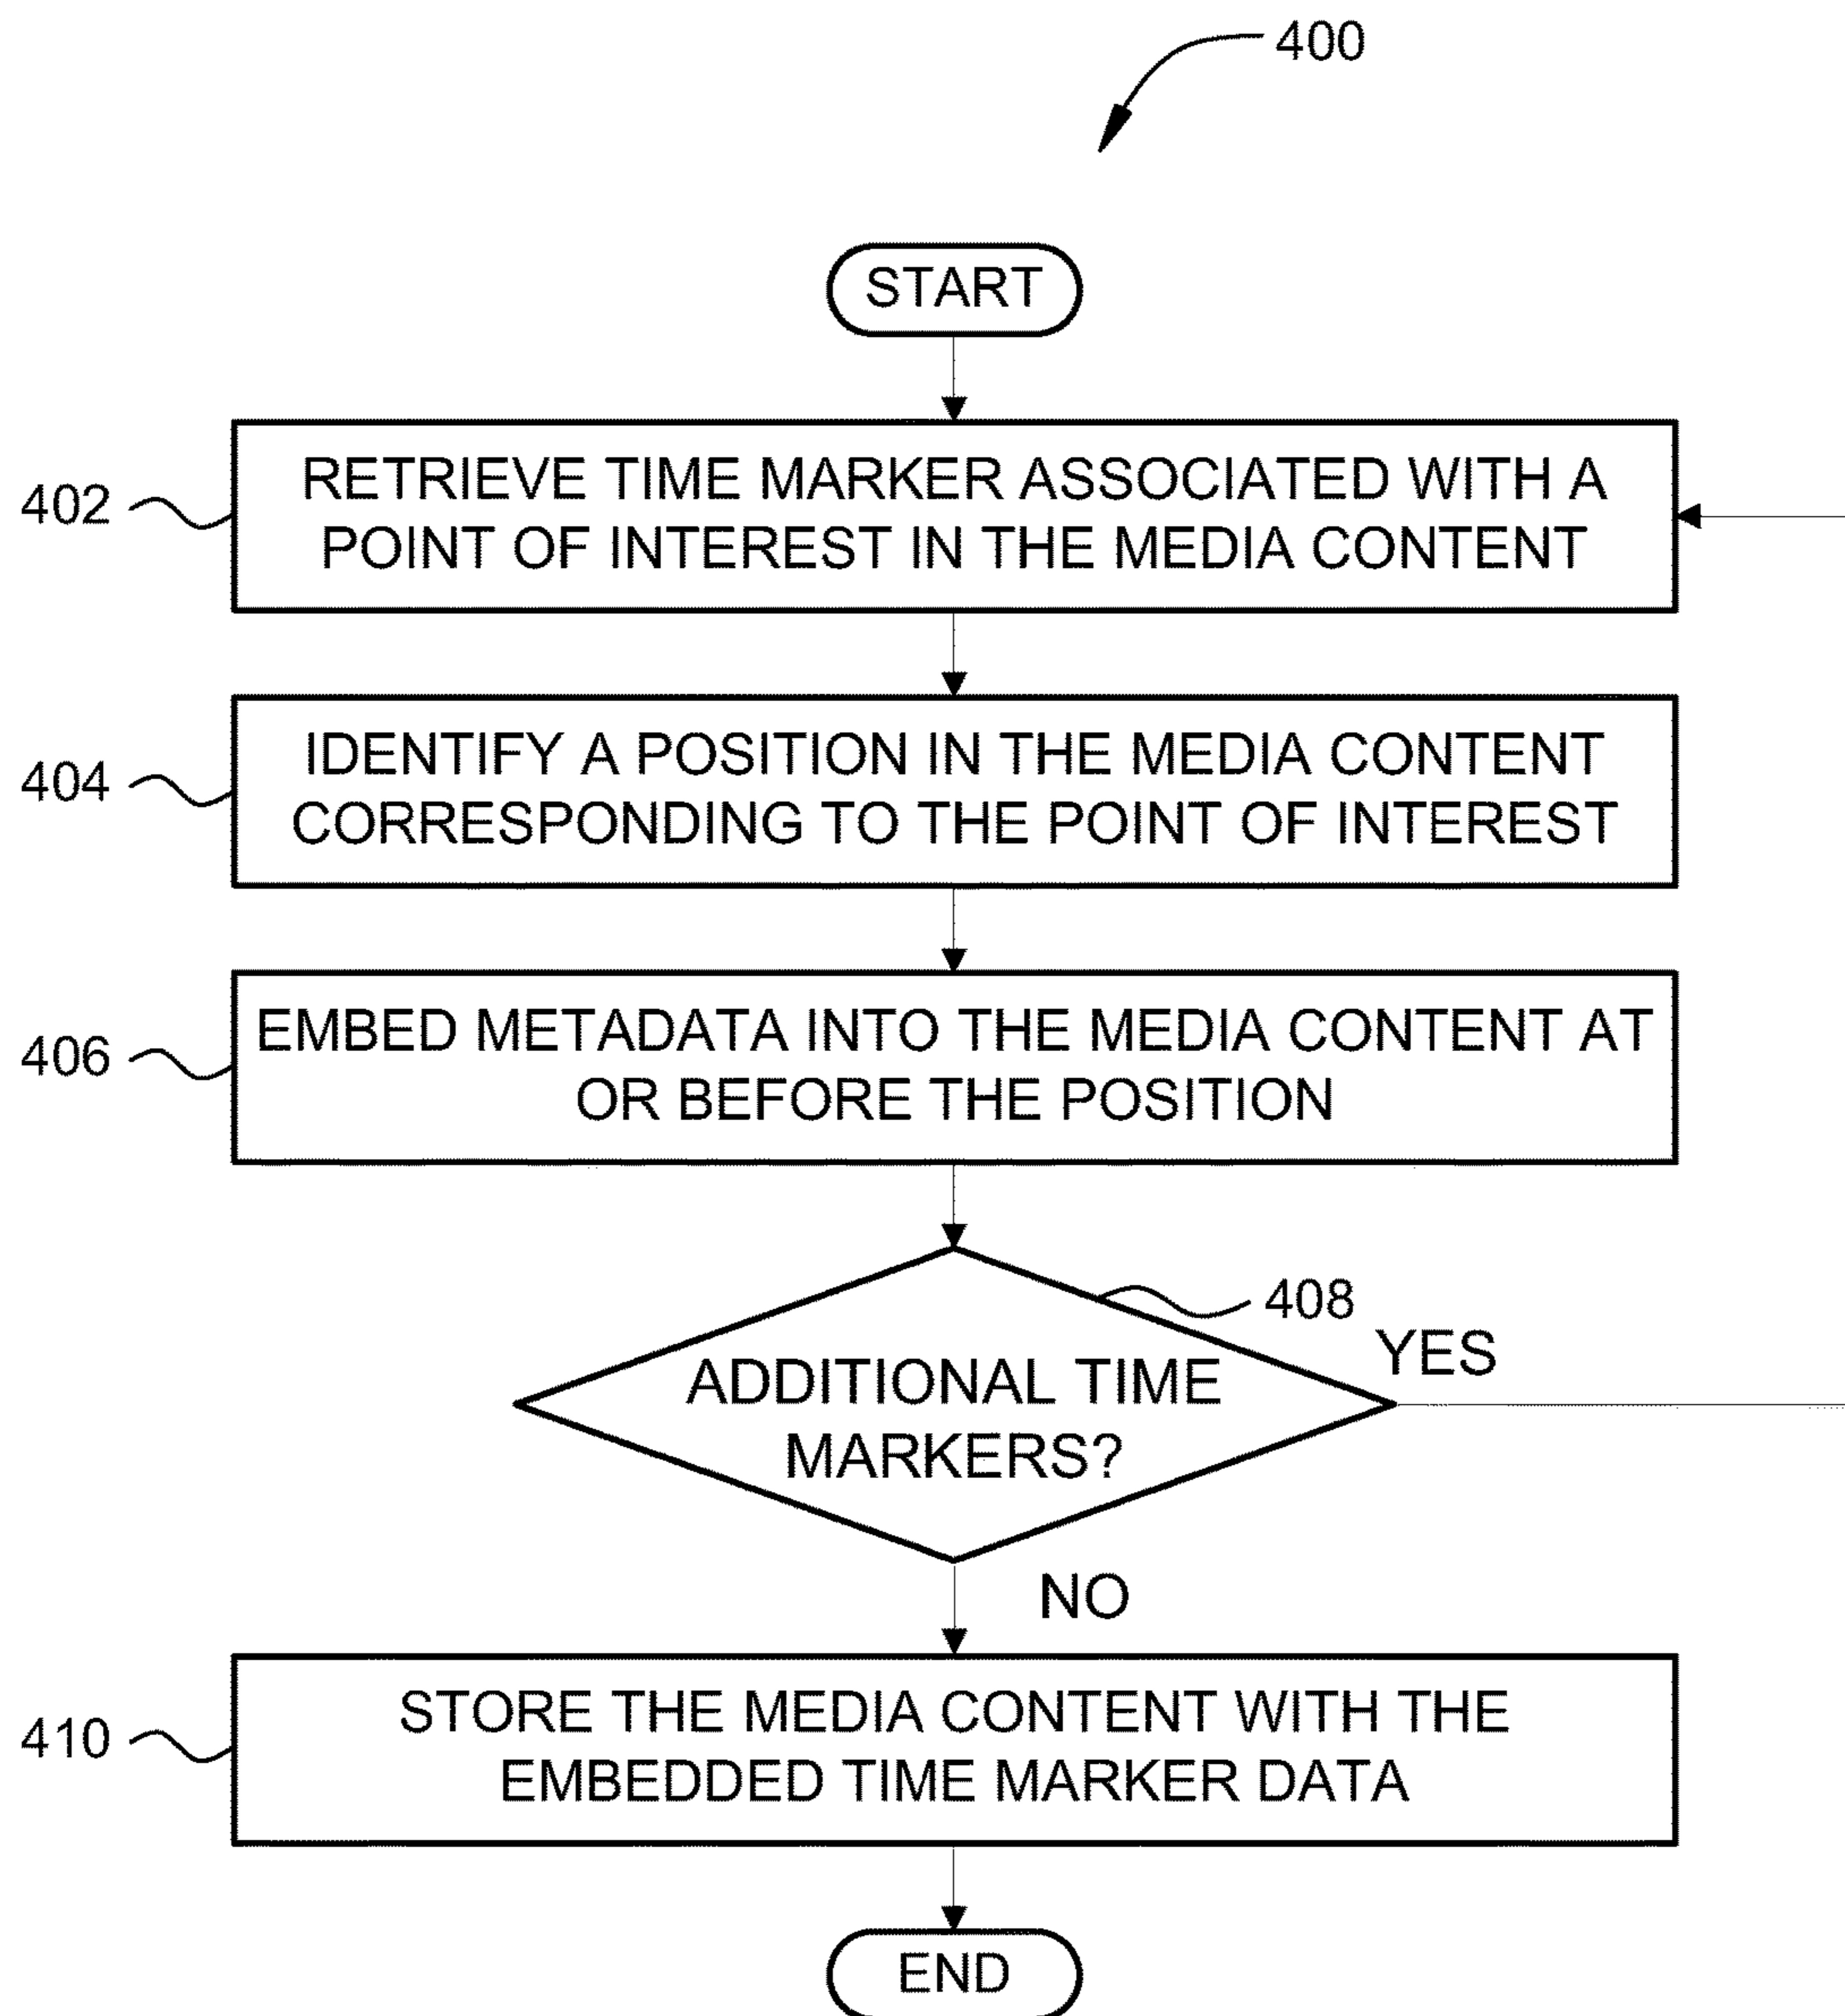 400
START
402
RETRIEVE TIME MARKER ASSOCIATED WITH A
POINT OF INTEREST IN THE MEDIA CONTENT
404
IDENTIFY A POSITION IN THE MEDIA CONTENT
CORRESPONDING TO THE POINT OF INTEREST
406
EMBED METADATA INTO THE MEDIA CONTENT AT
OR BEFORE THE POSITION
408
ADDITIONAL TIME
MARKERS?
YES
NO
410
STORE THE MEDIA CONTENT WITH THE
EMBEDDED TIME MARKER DATA
END